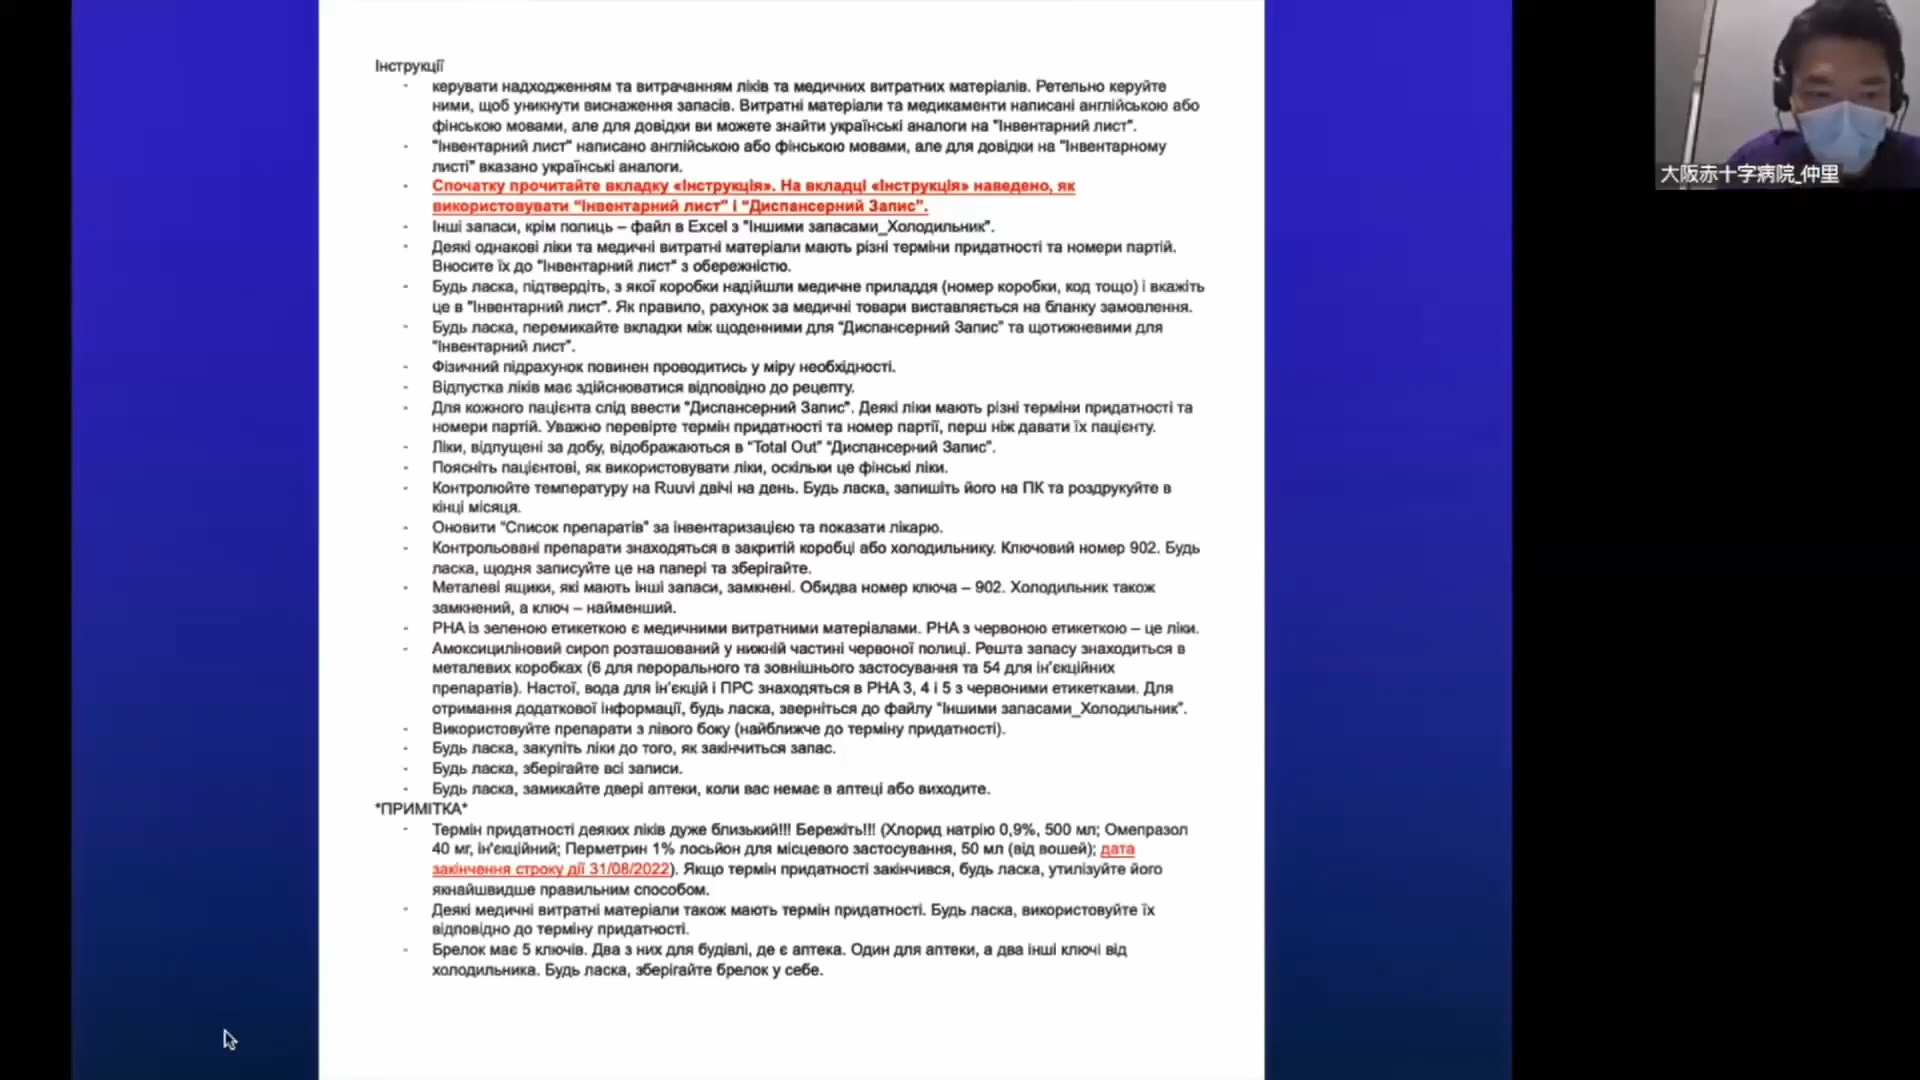 Інструкції
- керувати надходженням та витрачанням ліків та медичних витратних матеріалів. Ретельно керуйте
ними, щоб уникнути виснаження запасів. Витратні матеріали та медикаменти написані англійською або
фінською мовами, але для довідки ви можете знайти українські аналоги на "Інвентарний лист".
- "Інвентарний лист" написано англійською або фінською мовами, але для довідки на "Інвентарному
листі" вказано українські аналоги.
- Спочатку прочитайте вкладку «Інструкція». На вкладці «Інструкція» наведено, як
використовувати "Інвентарний лист" і "Диспансерний Запис".
- Інші запаси, крім полиць – файл в Excel з "Іншими запасами_Холодильник".
- Деякі однакові ліки та медичні витратні матеріали мають різні терміни придатності та номери партій.
Вносите їх до "Інвентарний лист" з обережністю.
- Будь ласка, підтвердіть, з якої коробки надійшли медичне приладдя (номер коробки, код тощо) і вкажіть
це в "Інвентарний лист". Як правило, рахунок за медичні товари виставляється на бланку замовлення.
- Будь ласка, перемикайте вкладки між щоденними для "Диспансерний Запис" та щотижневими для
"Інвентарний лист".
- Фізичний підрахунок повинен проводитись у міру необхідності.
- Відпустка ліків має здійснюватися відповідно до рецепту.
- Для кожного пацієнта слід ввести "Диспансерний Запис". Деякі ліки мають різні терміни придатності та
номери партій. Уважно перевірте термін придатності та номер партії, перш ніж давати їх пацієнту.
- Ліки, відпущені за добу, відображаються в "Total Out" "Диспансерний Запис".
- Поясніть пацієнтові, як використовувати ліки, оскільки це фінські ліки.
- Контролюйте температуру на Ruuvi двічі на день. Будь ласка, запишіть його на ПК та роздрукуйте в
кінці місяця.
- Оновити "Список препаратів" за інвентаризацією та показати лікарю.
- Контрольовані препарати знаходяться в закритій коробці або холодильнику. Ключовий номер 902. Будь
ласка, щодня записуйте це на папері та зберігайте.
- Металеві ящики, які мають інші запаси, замкнені. Обидва номер ключа – 902. Холодильник також
замкнений, а ключ – найменший.
- PHA із зеленою етикеткою є медичними витратними матеріалами. PHA з червоною етикеткою – це ліки.
- Амоксициліновий сироп розташований у нижній частині червоної полиці. Решта запасу знаходиться в
металевих коробках (6 для перорального та зовнішнього застосування та 54 для ін'єкційних
препаратів). Настої, вода для ін'єкцій і ПРС знаходяться в PHA 3, 4 і 5 з червоними етикетками. Для
отримання додаткової інформації, будь ласка, зверніться до файлу "Іншими запасами_Холодильник".
- Використовуйте препарати з лівого боку (найближче до терміну придатності).
- Будь ласка, закупіть ліки до того, як закінчиться запас.
- Будь ласка, зберігайте всі записи.
- Будь ласка, замикайте двері аптеки, коли вас немає в аптеці або виходите.
*ПРИМІТКА*
- Термін придатності деяких ліків дуже близький!!! Бережіть!!! (Хлорид натрію 0,9%, 500 мл; Омепразол
40 мг, ін'єкційний; Перметрин 1% лосьйон для місцевого застосування, 50 мл (від вошей); дата
закінчення строку дії 31/08/2022). Якщо термін придатності закінчився, будь ласка, утилізуйте його
якнайшвидше правильним способом.
- Деякі медичні витратні матеріали також мають термін придатності. Будь ласка, використовуйте їх
відповідно до терміну придатності.
- Брелок має 5 ключів. Два з них для будівлі, де є аптека. Один для аптеки, а два інші ключі від
холодильника. Будь ласка, зберігайте брелок у себе.
大阪赤十字病院_仲里